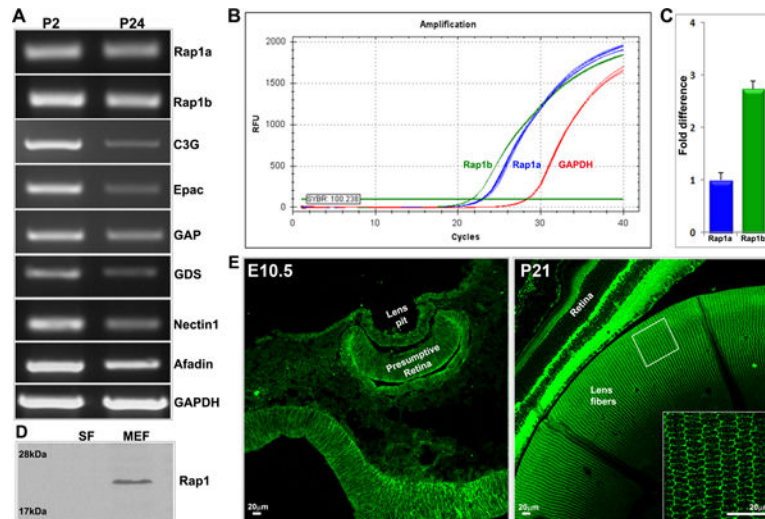 A
P2 P24
Rap1a
Rap1b
C3G
Epac
GAP
GDS
Nectin1
Afadin
GAPDH
B
Amplification
2000
1500
1000
500
0
RFU
Rap1b
Rap1a
GAPDH
SYBR: 100.238
0 10 20 30 40
Cycles
C
Fold difference
4
3
2
1
0
Rap1a Rap1b
D
SF MEF
28kDa
Rap1
17kDa
E
E10.5
Lens
pit
Presumptive
Retina
20µm
P21
Retina
Lens
fibers
20µm
20µm